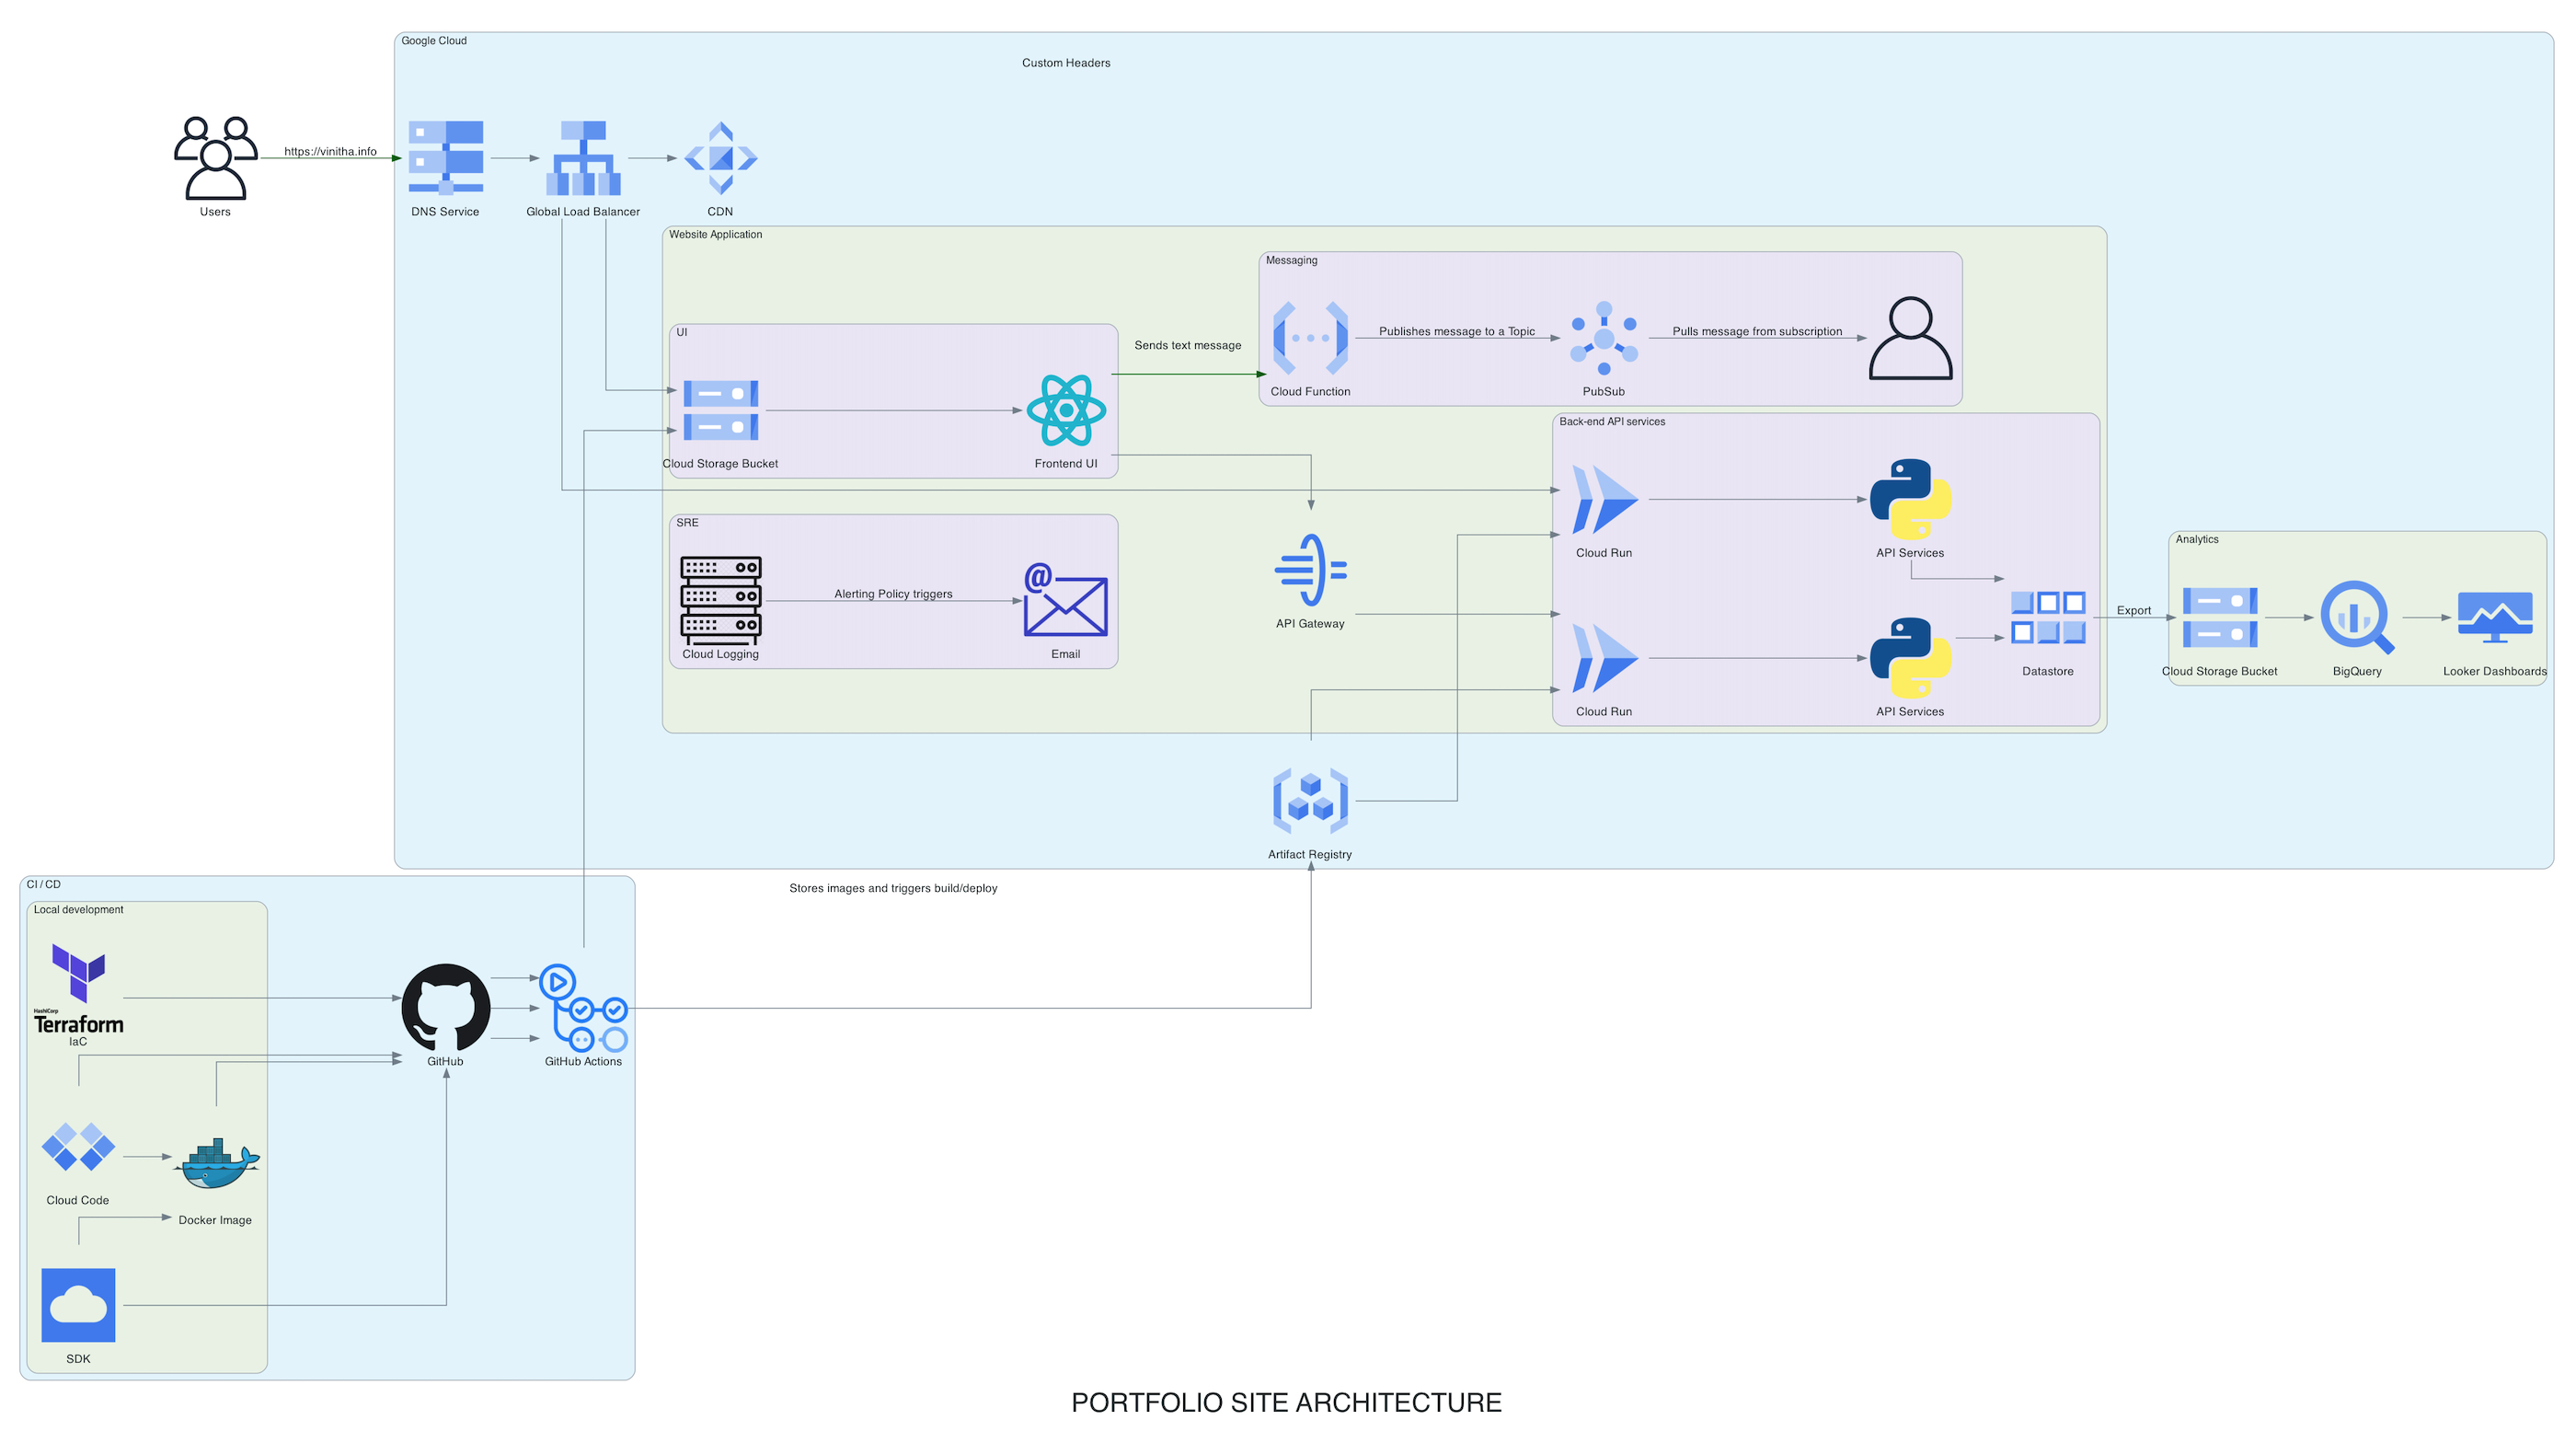 Google Cloud
Custom Headers
https://vinitha.info
Users
DNS Service
Global Load Balancer
CDN
Website Application
Messaging
Publishes message to a Topic
Pulls message from subscription
Cloud Function
PubSub
UI
Sends text message
Cloud Storage Bucket
Frontend UI
Back-end API services
Cloud Run
API Services
SRE
Alerting Policy triggers
Cloud Logging
Email
API Gateway
Cloud Run
API Services
Datastore
Export
Analytics
Cloud Storage Bucket
BigQuery
Looker Dashboards
Artifact Registry
Stores images and triggers build/deploy
CI / CD
Local development
HashiCorp
Terraform
IaC
GitHub
GitHub Actions
Cloud Code
Docker Image
SDK
PORTFOLIO SITE ARCHITECTURE